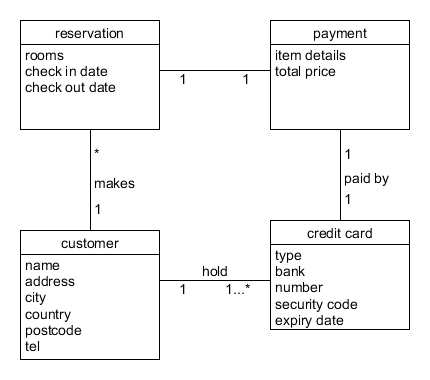 reservation
rooms
check in date
check out date
payment
item details
total price
1
1
*
makes
1
1
paid by
1
customer
name
address
city
country
postcode
tel
hold
1
1...*
credit card
type
bank
number
security code
expiry date